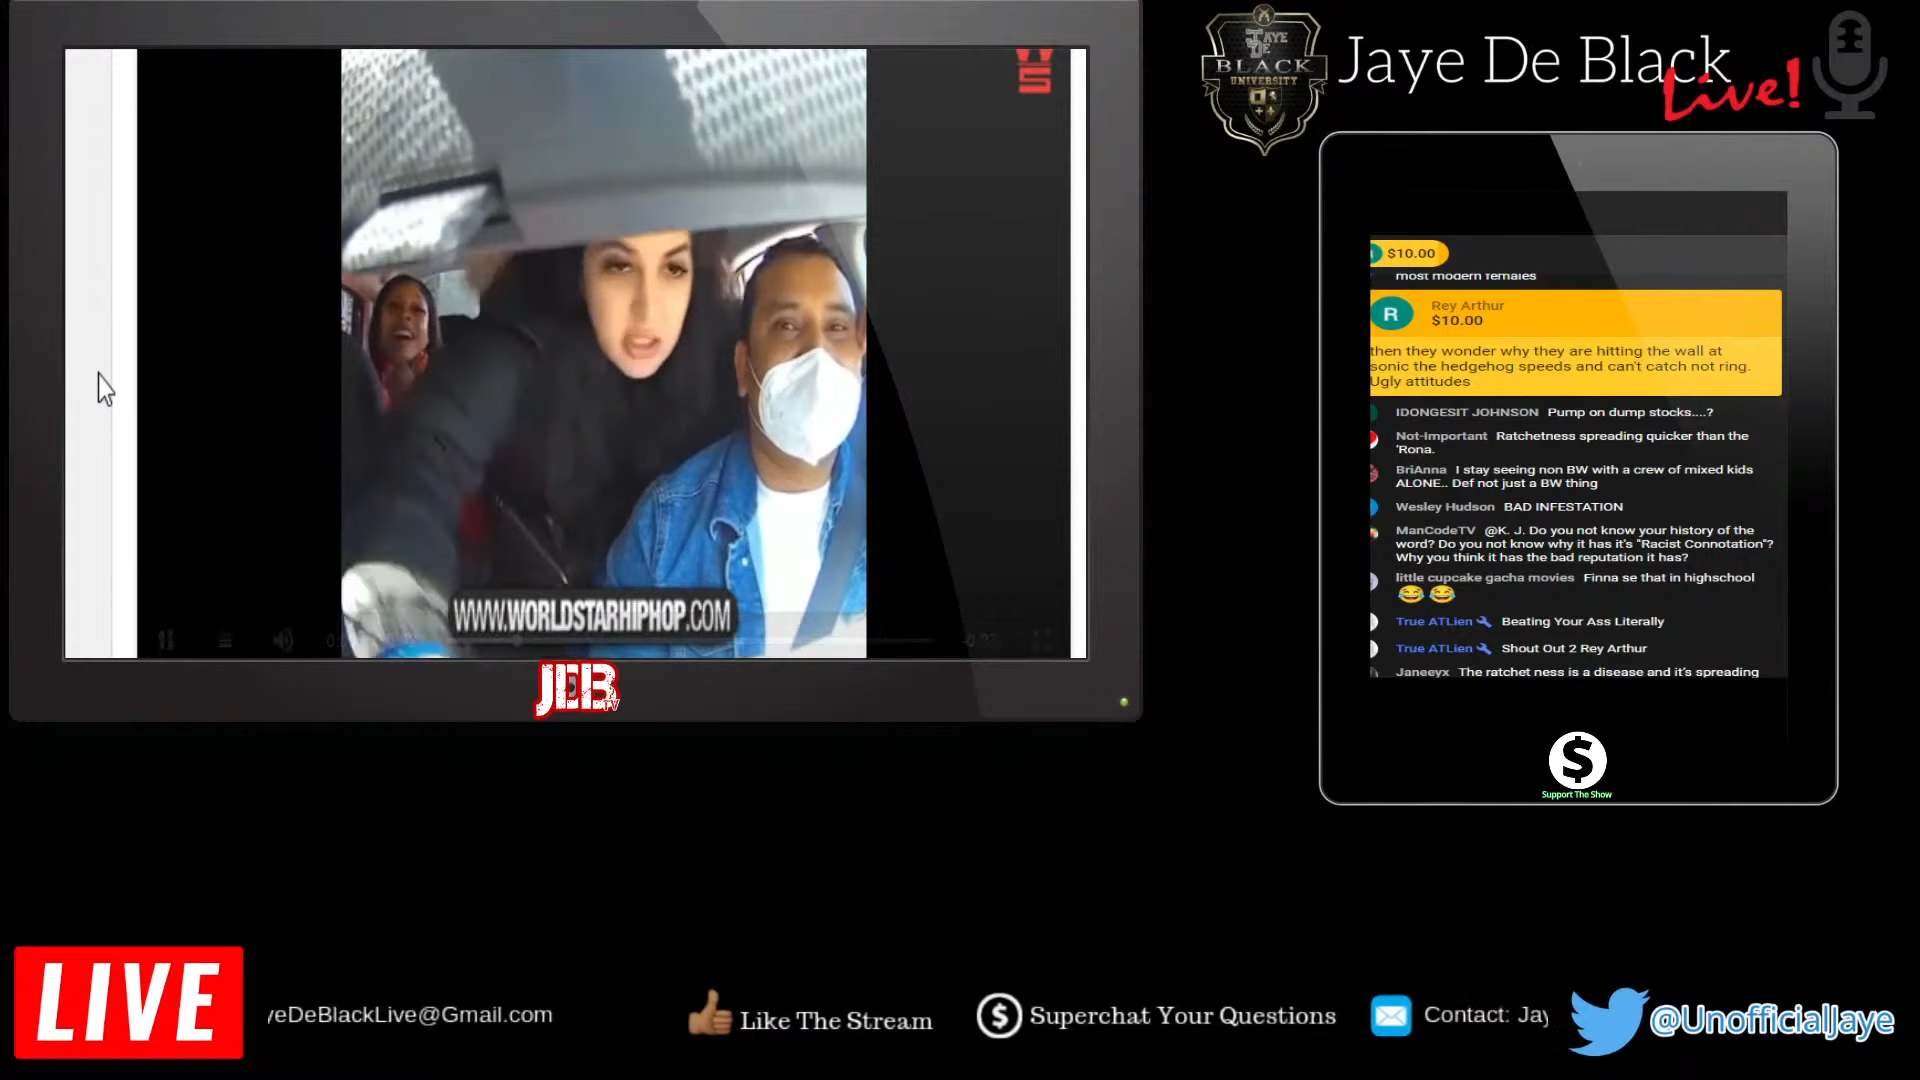 WS
WWW.WORLDSTARHIPHOP.COM
JDB TV
JAYE
DE
BLACK
UNIVERSITY
Jaye De Black
Live!
$10.00
most modern females
R
Rey Arthur
$10.00
then they wonder why they are hitting the wall at
sonic the hedgehog speeds and can't catch not ring.
Ugly attitudes
IDONGESIT JOHNSON Pump on dump stocks....?
Not-Important Ratchetness spreading quicker than the
'Rona.
BriAnna I stay seeing non BW with a crew of mixed kids
ALONE.. Def not just a BW thing
Wesley Hudson BAD INFESTATION
ManCodeTV @K. J. Do you not know your history of the
word? Do you not know why it has it's "Racist Connotation"?
Why you think it has the bad reputation it has?
little cupcake gacha movies Finna se that in highschool
😂 😂
True ATLien Beating Your Ass Literally
True ATLien Shout Out 2 Rey Arthur
Janeeyx The ratchet ness is a disease and it's spreading
$
Support The Show
LIVE
yeDeBlackLive@Gmail.com
Like The Stream
$ Superchat Your Questions
Contact: Jay
@UnofficialJaye